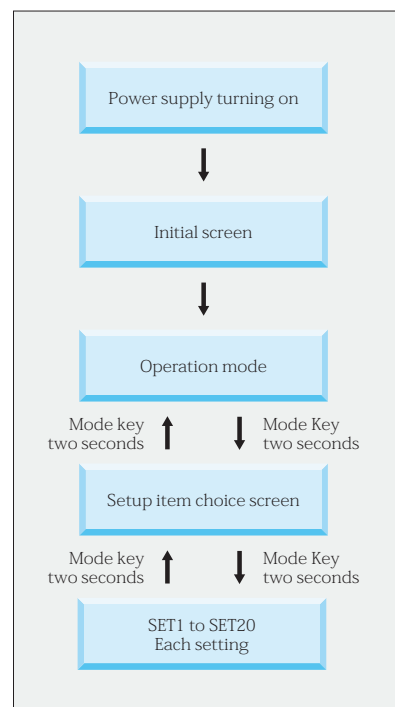 Power supply turning on
Initial screen
Operation mode
Mode key
two seconds
Mode Key
two seconds
Setup item choice screen
Mode key
two seconds
Mode Key
two seconds
SET1 to SET20
Each setting